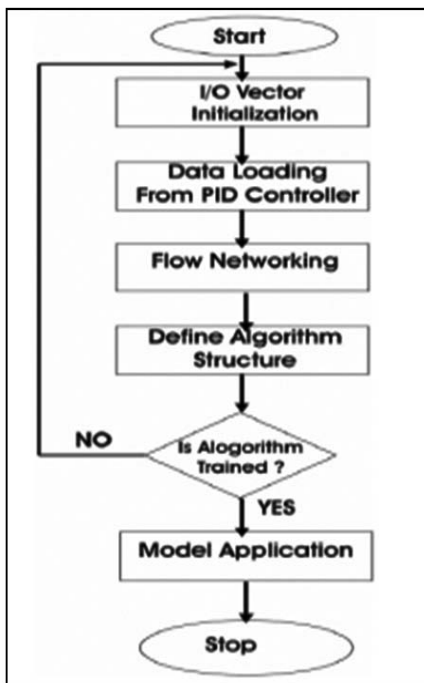 Start
I/O Vector
Initialization
Data Loading
From PID Controller
Flow Networking
Define Algorithm
Structure
NO
Is Alogorithm
Trained ?
YES
Model Application
Stop